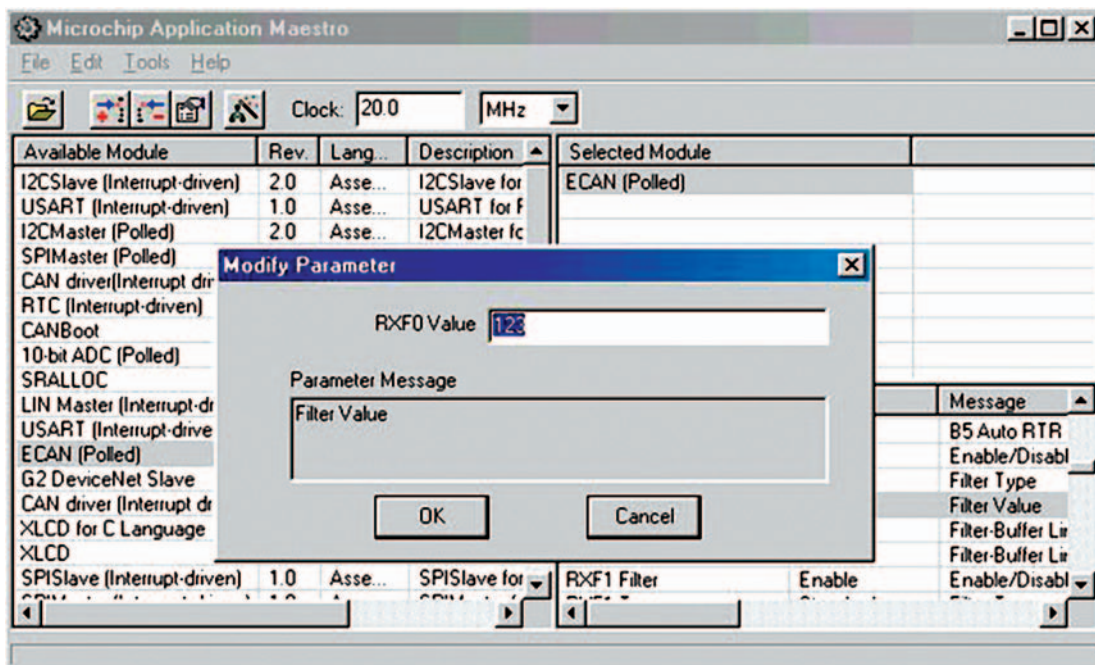 Microchip Application Maestro
File Edit Tools Help
Clock: 20.0 MHz
Available Module Rev. Lang... Description
I2CSlave (Interrupt-driven) 2.0 Asse... I2CSlave for
USART (Interrupt-driven) 1.0 Asse... USART for
I2CMaster (Polled) 2.0 Asse... I2CMaster
SPIMaster (Polled)
CAN driver(Interrupt dri
RTC (Interrupt-driven)
CANBoot
10-bit ADC (Polled)
SRALLOC
LIN Master (Interrupt-dr
USART (Interrupt-drive
ECAN (Polled)
G2 DeviceNet Slave
CAN driver (Interrupt dr
XLCD for C Language
XLCD
SPISlave (Interrupt-driven) 1.0 Asse... SPISlave for
Selected Module
ECAN (Polled)
Modify Parameter
RXF0 Value 123
Parameter Message
Filter Value
OK Cancel
Message
B5 Auto RTR
Enable/Disabl
Filter Type
Filter Value
Filter-Buffer Lin
Filter-Buffer Lin
RXF1 Filter Enable Enable/Disabl